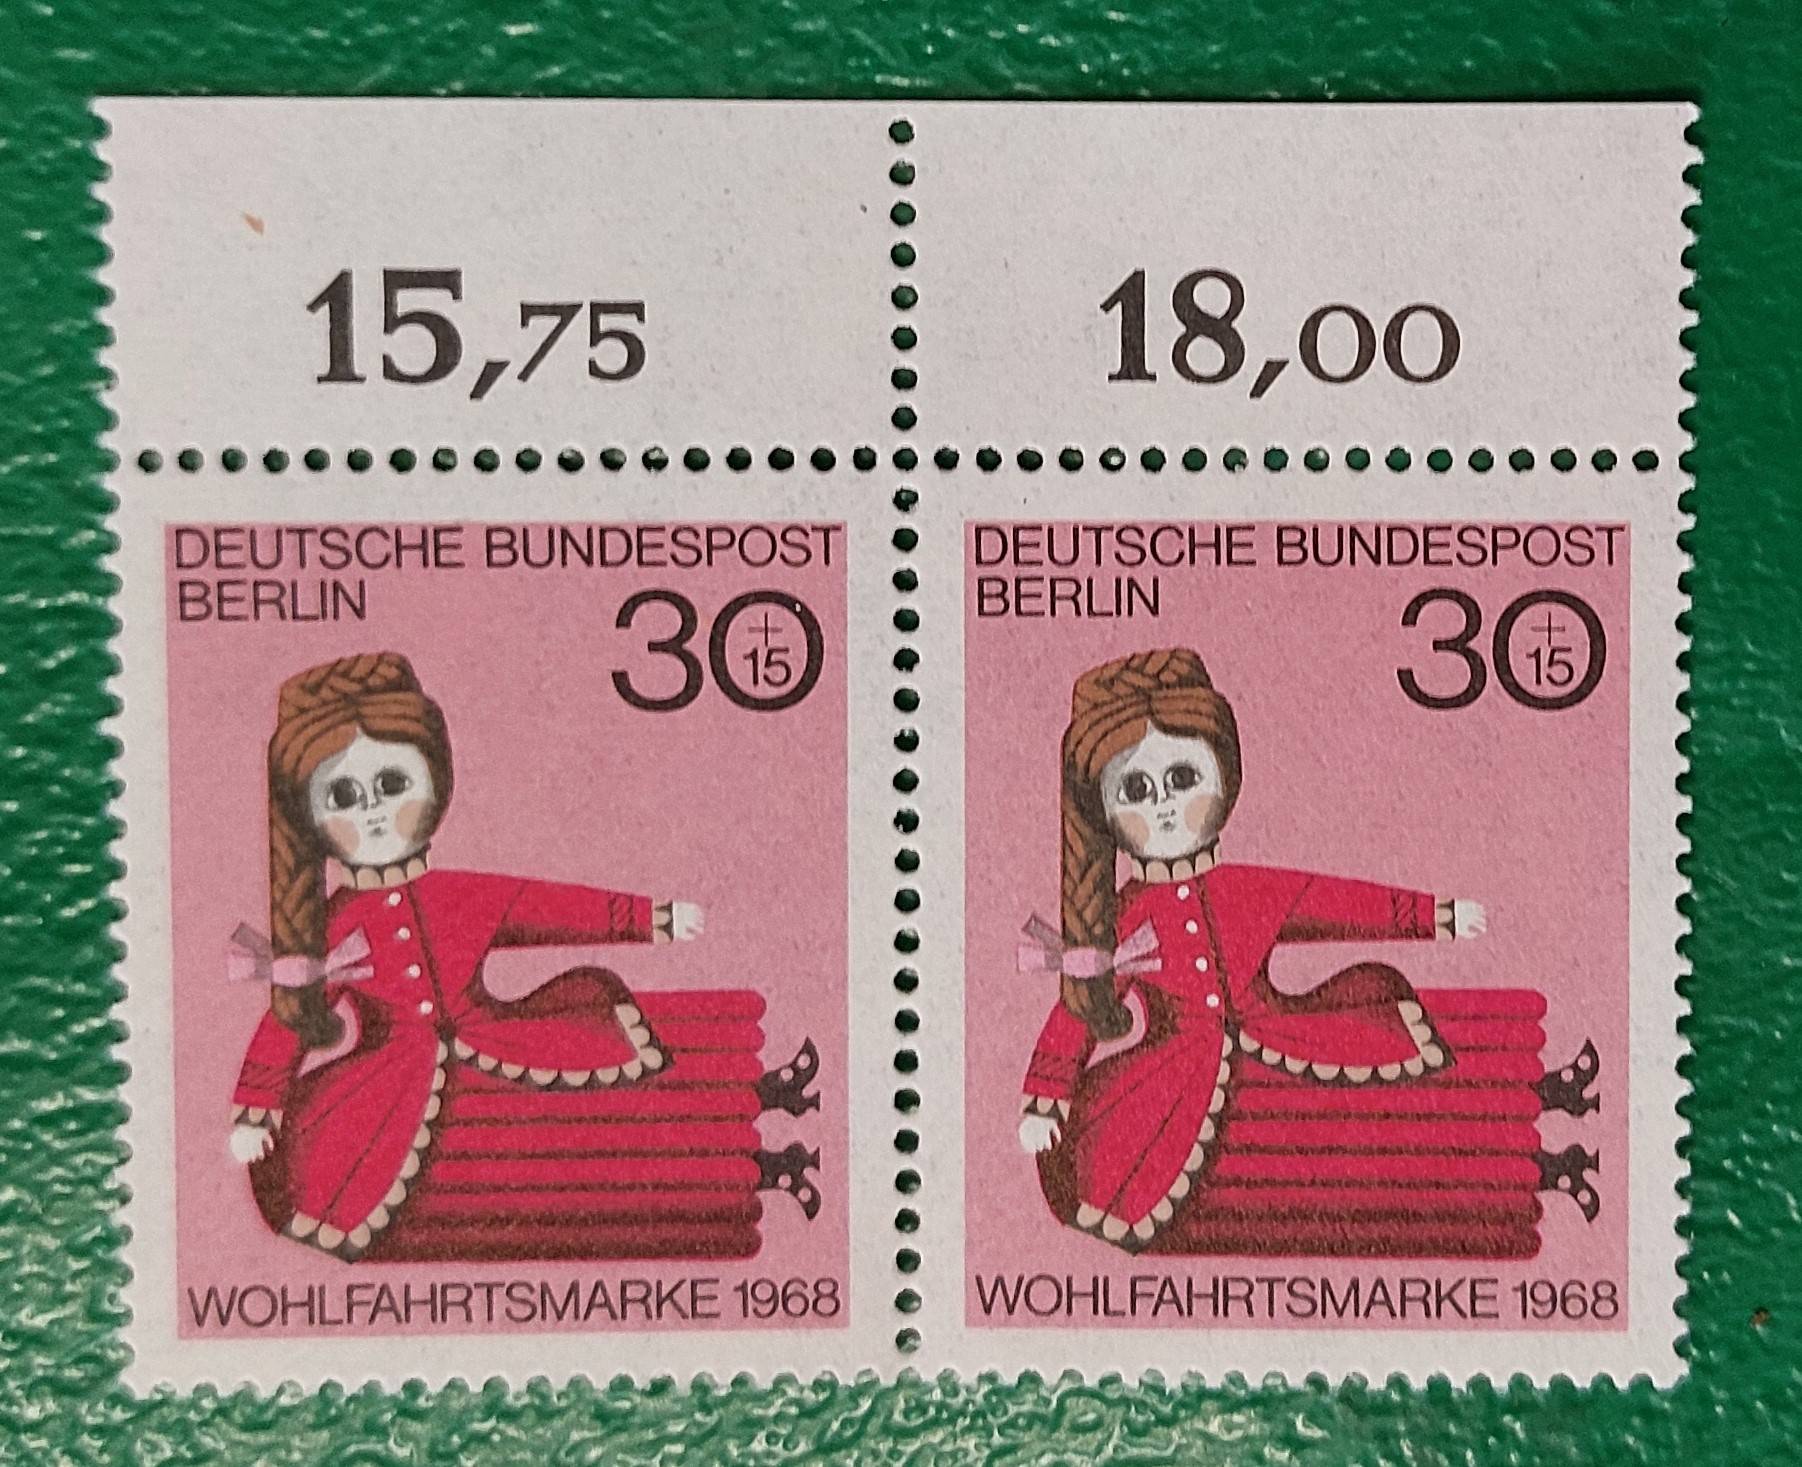 15,75
18,00
DEUTSCHE BUNDESPOST
BERLIN
30
+
15
WOHLFAHRTSMARKE 1968
DEUTSCHE BUNDESPOST
BERLIN
30
+
15
WOHLFAHRTSMARKE 1968